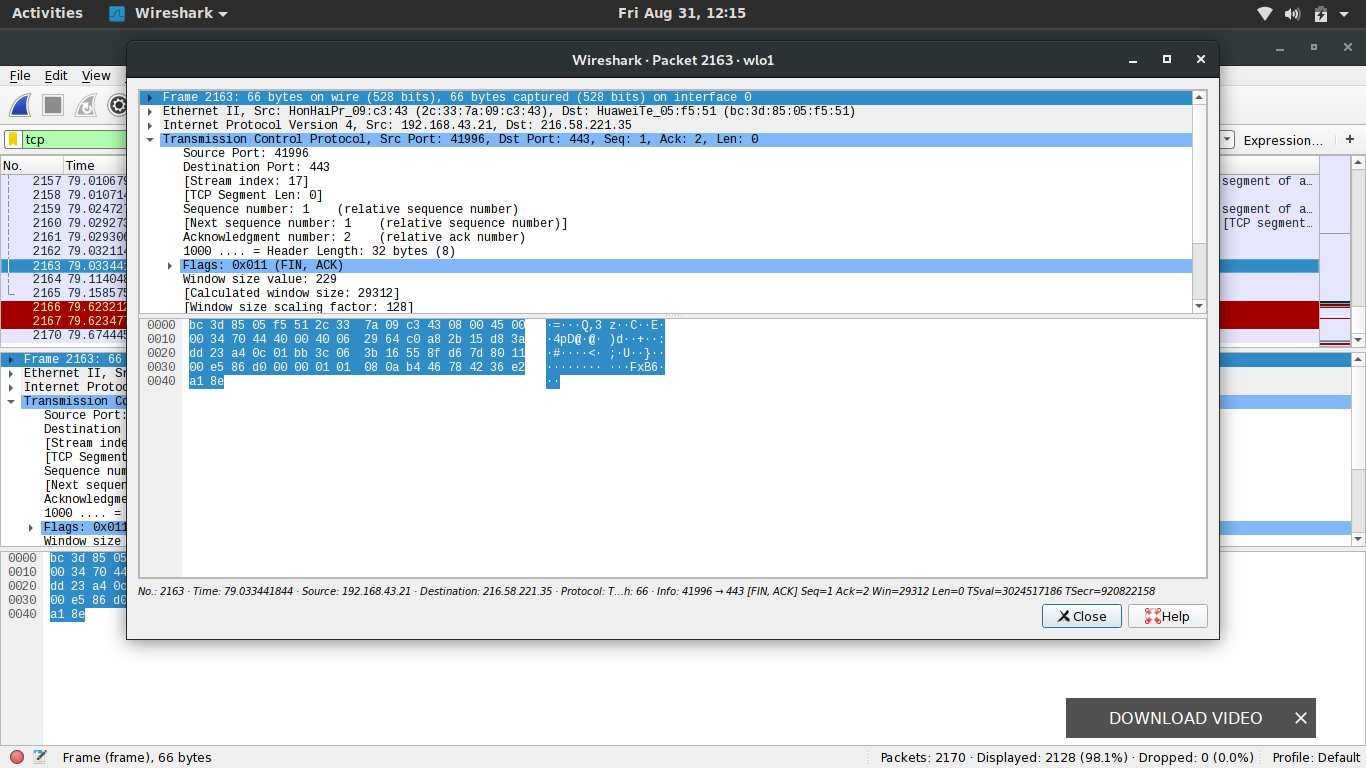 Activities Wireshark Fri Aug 31, 12:15
Wireshark · Packet 2163 · wlo1
File Edit View
tcp
Expression… +
No. Time
2157 79.010679
2158 79.010714
2159 79.024727
2160 79.029273
2161 79.029300
2162 79.032114
2163 79.033441
2164 79.114048
2165 79.158575
2166 79.623212
2167 79.623477
2170 79.674445
segment of a…
segment of a…
[TCP segment…
Frame 2163: 66 bytes on wire (528 bits), 66 bytes captured (528 bits) on interface 0
Ethernet II, Src: HonHaiPr_09:c3:43 (2c:33:7a:09:c3:43), Dst: HuaweiTe_05:f5:51 (bc:3d:85:05:f5:51)
Internet Protocol Version 4, Src: 192.168.43.21, Dst: 216.58.221.35
Transmission Control Protocol, Src Port: 41996, Dst Port: 443, Seq: 1, Ack: 2, Len: 0
Source Port: 41996
Destination Port: 443
[Stream index: 17]
[TCP Segment Len: 0]
Sequence number: 1 (relative sequence number)
[Next sequence number: 1 (relative sequence number)]
Acknowledgment number: 2 (relative ack number)
1000 .... = Header Length: 32 bytes (8)
Flags: 0x011 (FIN, ACK)
Window size value: 229
[Calculated window size: 29312]
[Window size scaling factor: 128]
0000 bc 3d 85 05 f5 51 2c 33 7a 09 c3 43 08 00 45 00 ·=···Q,3 z··C··E·
0010 00 34 70 44 40 00 40 06 29 64 c0 a8 2b 15 d8 3a ·4pD@·@· )d··+··:
0020 dd 23 a4 0c 01 bb 3c 06 3b 16 55 8f d6 7d 80 11 ·#····<· ;·U··}··
0030 00 e5 86 d0 00 00 01 01 08 0a b4 46 78 42 36 e2 ········ ···FxB6·
0040 a1 8e ··
No.: 2163 · Time: 79.033441844 · Source: 192.168.43.21 · Destination: 216.58.221.35 · Protocol: T…h: 66 · Info: 41996 → 443 [FIN, ACK] Seq=1 Ack=2 Win=29312 Len=0 TSval=3024517186 TSecr=920822158
Close Help
Frame 2163: 66
Ethernet II, Sr
Internet Protoc
Transmission Co
Source Port:
Destination
[Stream inde
[TCP Segment
Sequence num
[Next sequen
Acknowledgme
1000 .... =
Flags: 0x011
Window size
0000 bc 3d 85 05
0010 00 34 70 44
0020 dd 23 a4 0c
0030 00 e5 86 d0
0040 a1 8e
DOWNLOAD VIDEO
Frame (frame), 66 bytes Packets: 2170 · Displayed: 2128 (98.1%) · Dropped: 0 (0.0%) Profile: Default